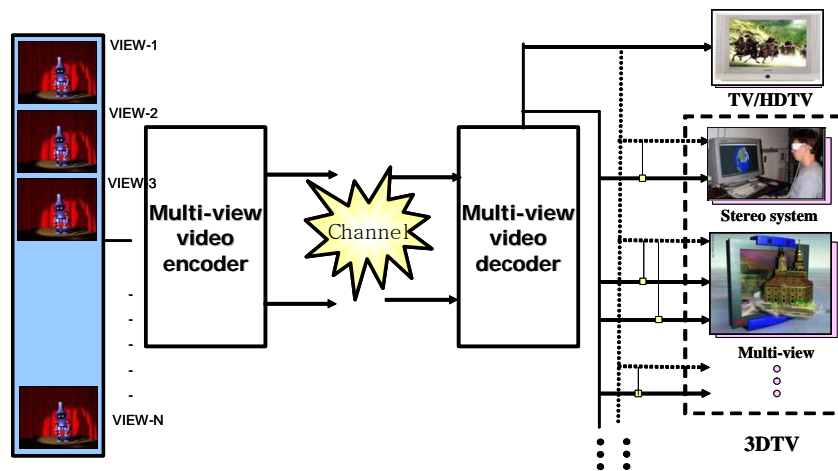 VIEW-1
VIEW-2
VIEW-3
VIEW-N
Multi-view
video
encoder
Channel
Multi-view
video
decoder
TV/HDTV
Stereo system
Multi-view
3DTV